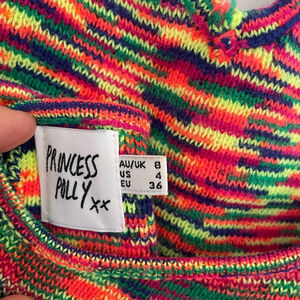 PRINCESS
POLLY xx
AU/UK 8
US 4
EU 36